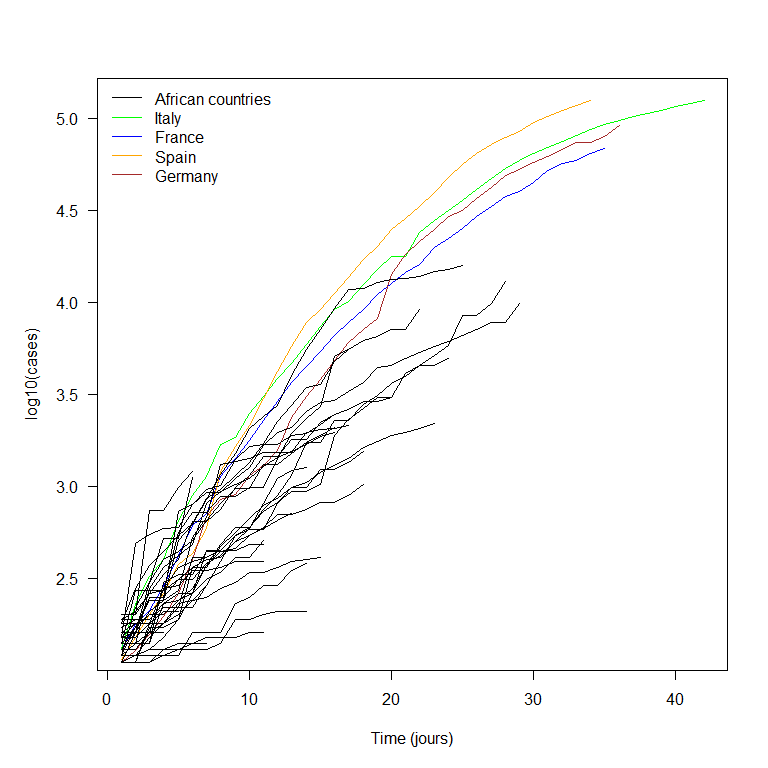 African countries
Italy
France
Spain
Germany
5.0
4.5
4.0
3.5
3.0
2.5
log10(cases)
0 10 20 30 40
Time (jours)